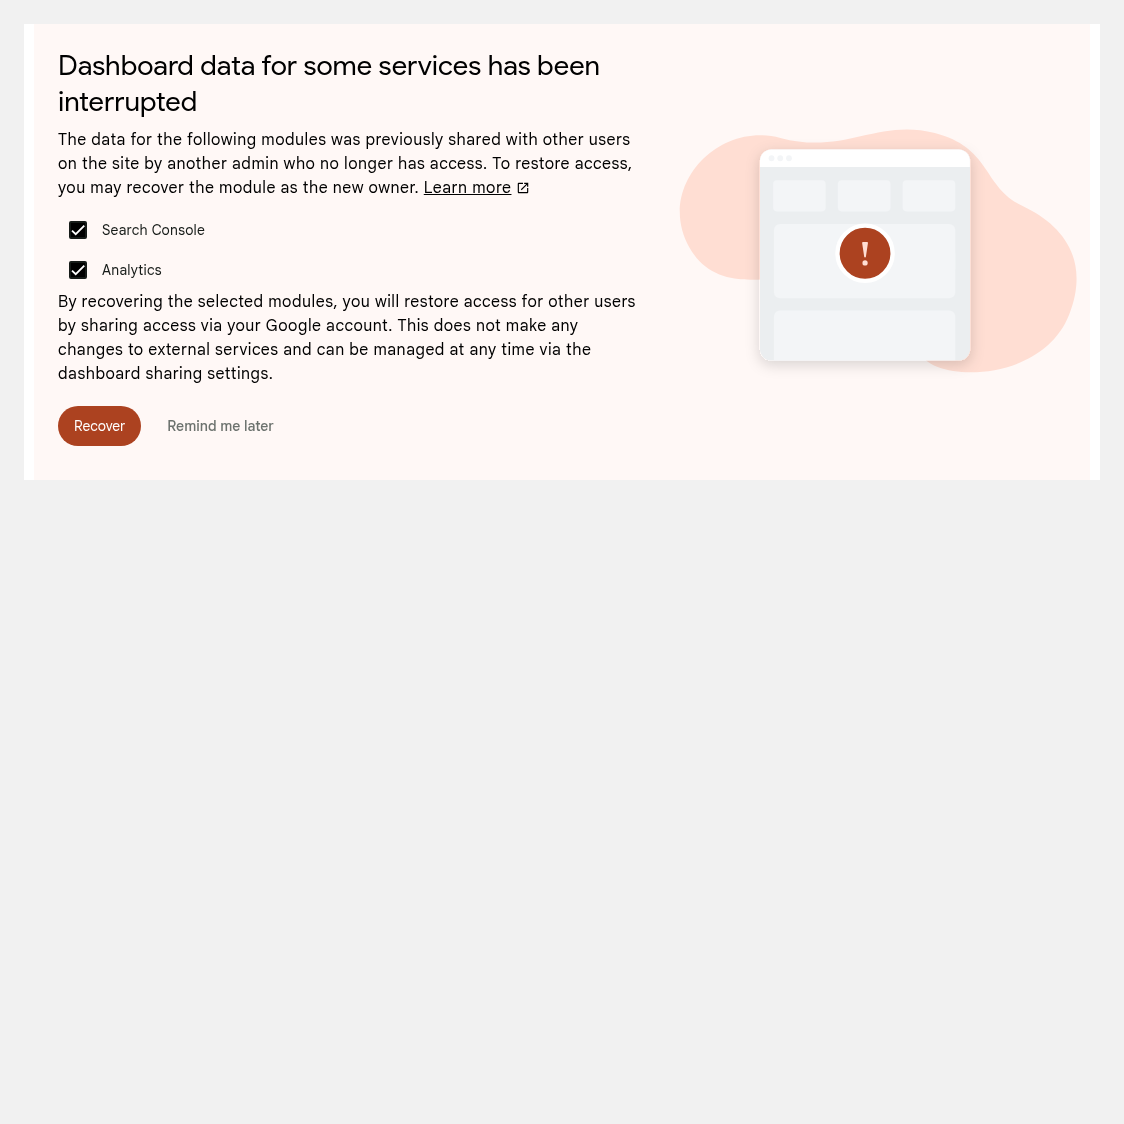 Dashboard data for some services has been
interrupted
The data for the following modules was previously shared with other users
on the site by another admin who no longer has access. To restore access,
you may recover the module as the new owner. Learn more
Search Console
Analytics
By recovering the selected modules, you will restore access for other users
by sharing access via your Google account. This does not make any
changes to external services and can be managed at any time via the
dashboard sharing settings.
Recover Remind me later
!